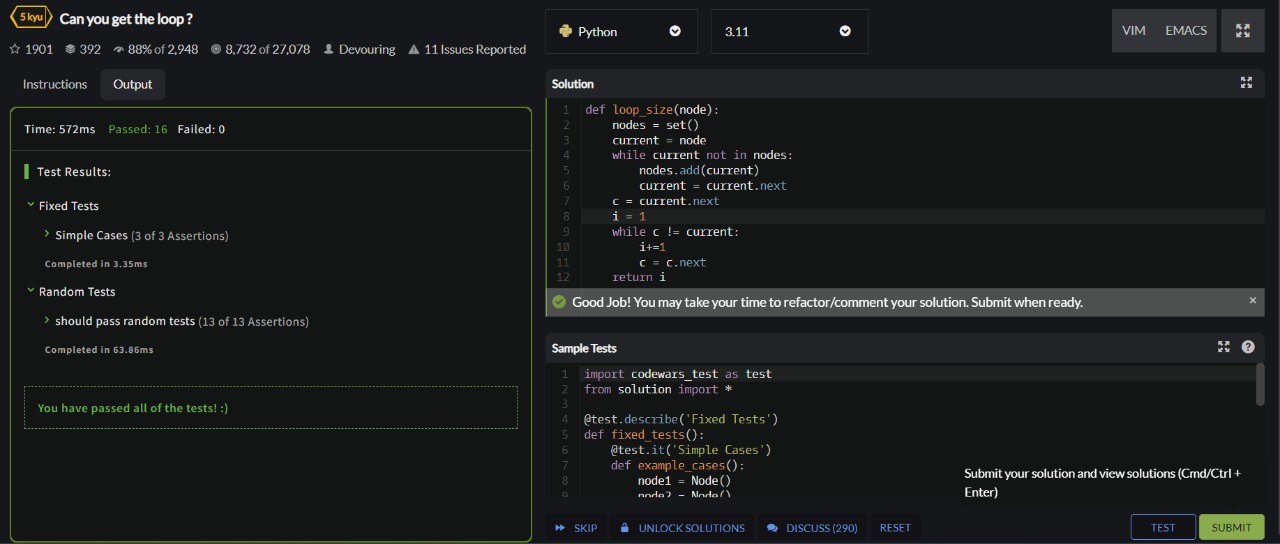 5 kyu Can you get the loop ?
1901 392 88% of 2,948 8,732 of 27,078 Devouring 11 Issues Reported
Instructions Output
Time: 572ms Passed: 16 Failed: 0
Test Results:
Fixed Tests
Simple Cases (3 of 3 Assertions)
Completed in 3.35ms
Random Tests
should pass random tests (13 of 13 Assertions)
Completed in 63.86ms
You have passed all of the tests! :)
Python 3.11 VIM EMACS
Solution
1 def loop_size(node):
2 nodes = set()
3 current = node
4 while current not in nodes:
5 nodes.add(current)
6 current = current.next
7 c = current.next
8 i = 1
9 while c != current:
10 i+=1
11 c = c.next
12 return i
Good Job! You may take your time to refactor/comment your solution. Submit when ready. ×
Sample Tests ?
1 import codewars_test as test
2 from solution import *
3
4 @test.describe('Fixed Tests')
5 def fixed_tests():
6 @test.it('Simple Cases')
7 def example_cases():
8 node1 = Node()
9 node2 = Node()
Submit your solution and view solutions (Cmd/Ctrl +
Enter)
SKIP UNLOCK SOLUTIONS DISCUSS (290) RESET TEST SUBMIT